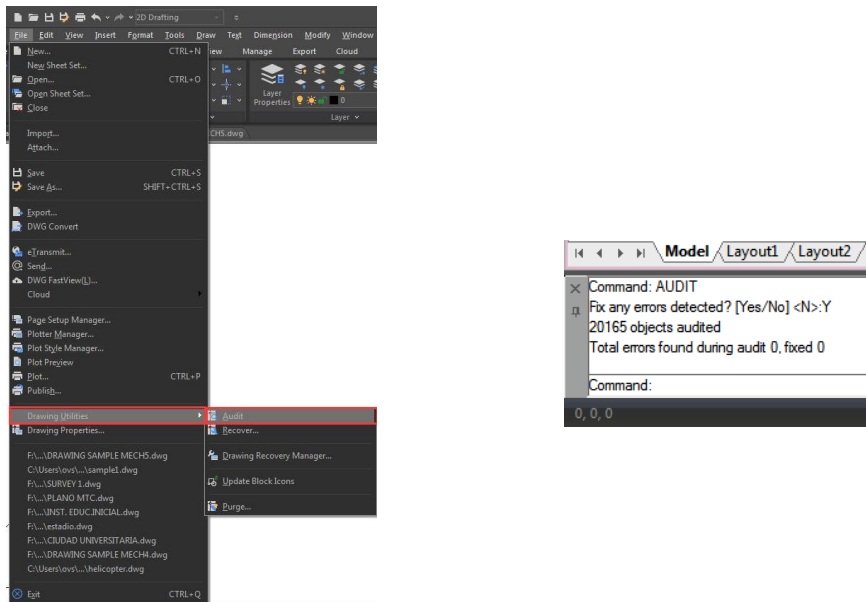 2D Drafting
File Edit View Insert Format Tools Draw Text Dimension Modify Window
New... CTRL+N
iew Manage Export Cloud
New Sheet Set...
Open... CTRL+O
Open Sheet Set...
Close
Layer
Properties
0
Layer
Import...
CH5.dwg
Attach...
Save CTRL+S
Save As... SHIFT+CTRL+S
Export...
DWG Convert
eTransmit...
Send...
DWG FastView(L)...
Cloud
Page Setup Manager...
Plotter Manager...
Plot Style Manager...
Plot Preview
Plot... CTRL+P
Publish...
Drawing Utilities
Drawing Properties...
F:\...\DRAWING SAMPLE MECH5.dwg
C:\Users\ovs\...\sample1.dwg
F:\...\SURVEY 1.dwg
F:\...\PLANO MTC.dwg
F:\...\INST. EDUC.INICIAL.dwg
F:\...\estadio.dwg
F:\...\CIUDAD UNIVERSITARIA.dwg
F:\...\DRAWING SAMPLE MECH4.dwg
C:\Users\ovs\...\helicopter.dwg
Exit CTRL+Q
Audit
Recover...
Drawing Recovery Manager...
Update Block Icons
Purge...
Model Layout1 Layout2
Command: AUDIT
Fix any errors detected? [Yes/No] <N>:Y
20165 objects audited
Total errors found during audit 0, fixed 0
Command:
0, 0, 0